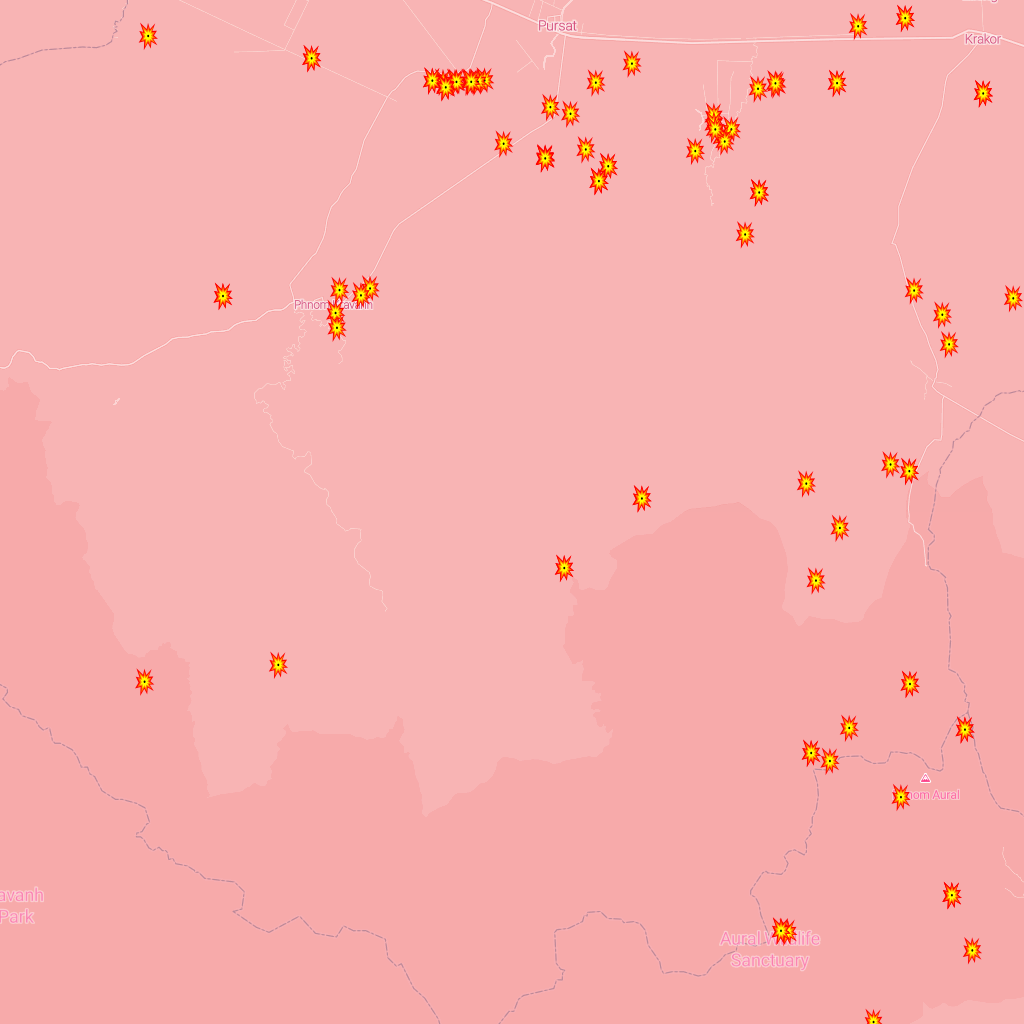 Pursat
Krakor
Phnom Kravanh
Phnom Aural
avanh
Park
Aural Wildlife
Sanctuary